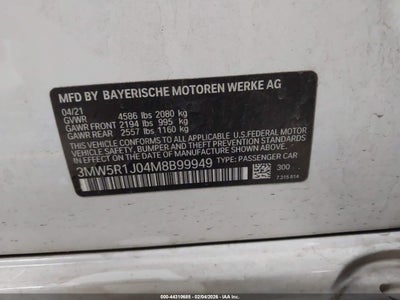 MFD BY BAYERISCHE MOTOREN WERKE AG
04/21
GVWR 4586 lbs 2080 kg
GAWR FRONT 2194 lbs 995 kg
GAWR REAR 2557 lbs 1160 kg
THIS VEHICLE CONFORMS TO ALL APPLICABLE U.S. FEDERAL MOTOR
VEHICLE SAFETY, BUMPER, AND THEFT PREVENTION STANDARDS IN
EFFECT ON THE DATE OF MANUFACTURE SHOWN ABOVE.
3MW5R1J04M8B99949
TYPE: PASSENGER CAR
300
7 315 614
000-44310685 - 02/04/2026 - IAA Inc.